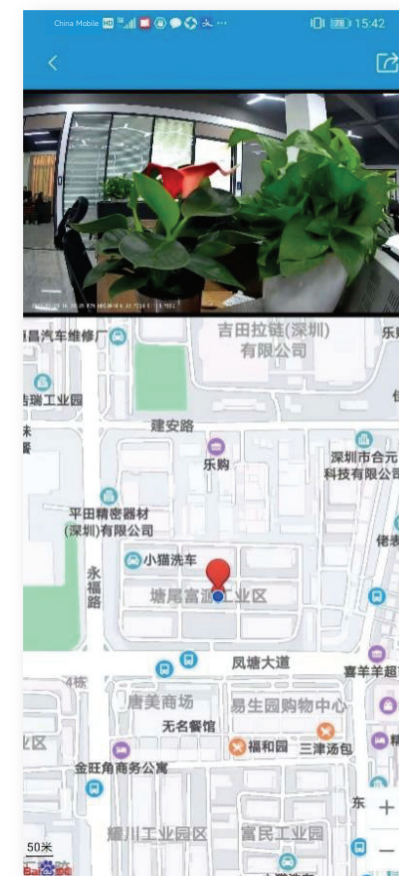 China Mobile HD
15:42
吉田拉链(深圳)
有限公司
昌汽车维修厂
瑞工业园
建安路
乐购
深圳市合元
科技有限公司
平田精密器材
(深圳)有限公司
小猫洗车
永福路
塘尾富源工业区
凤塘大道
喜羊羊超
4栋
唐美商场
易生园购物中心
无名餐馆
福和园
三津汤包
金旺角商务公寓
东
+
耀川工业园区
富民工业园
50米
−